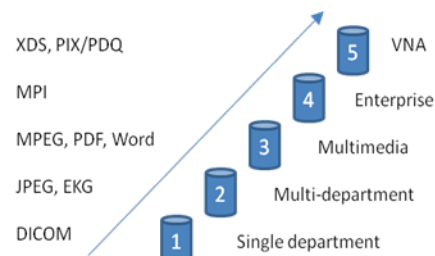 XDS, PIX/PDQ 5 VNA
MPI 4 Enterprise
MPEG, PDF, Word 3 Multimedia
JPEG, EKG 2 Multi-department
DICOM 1 Single department